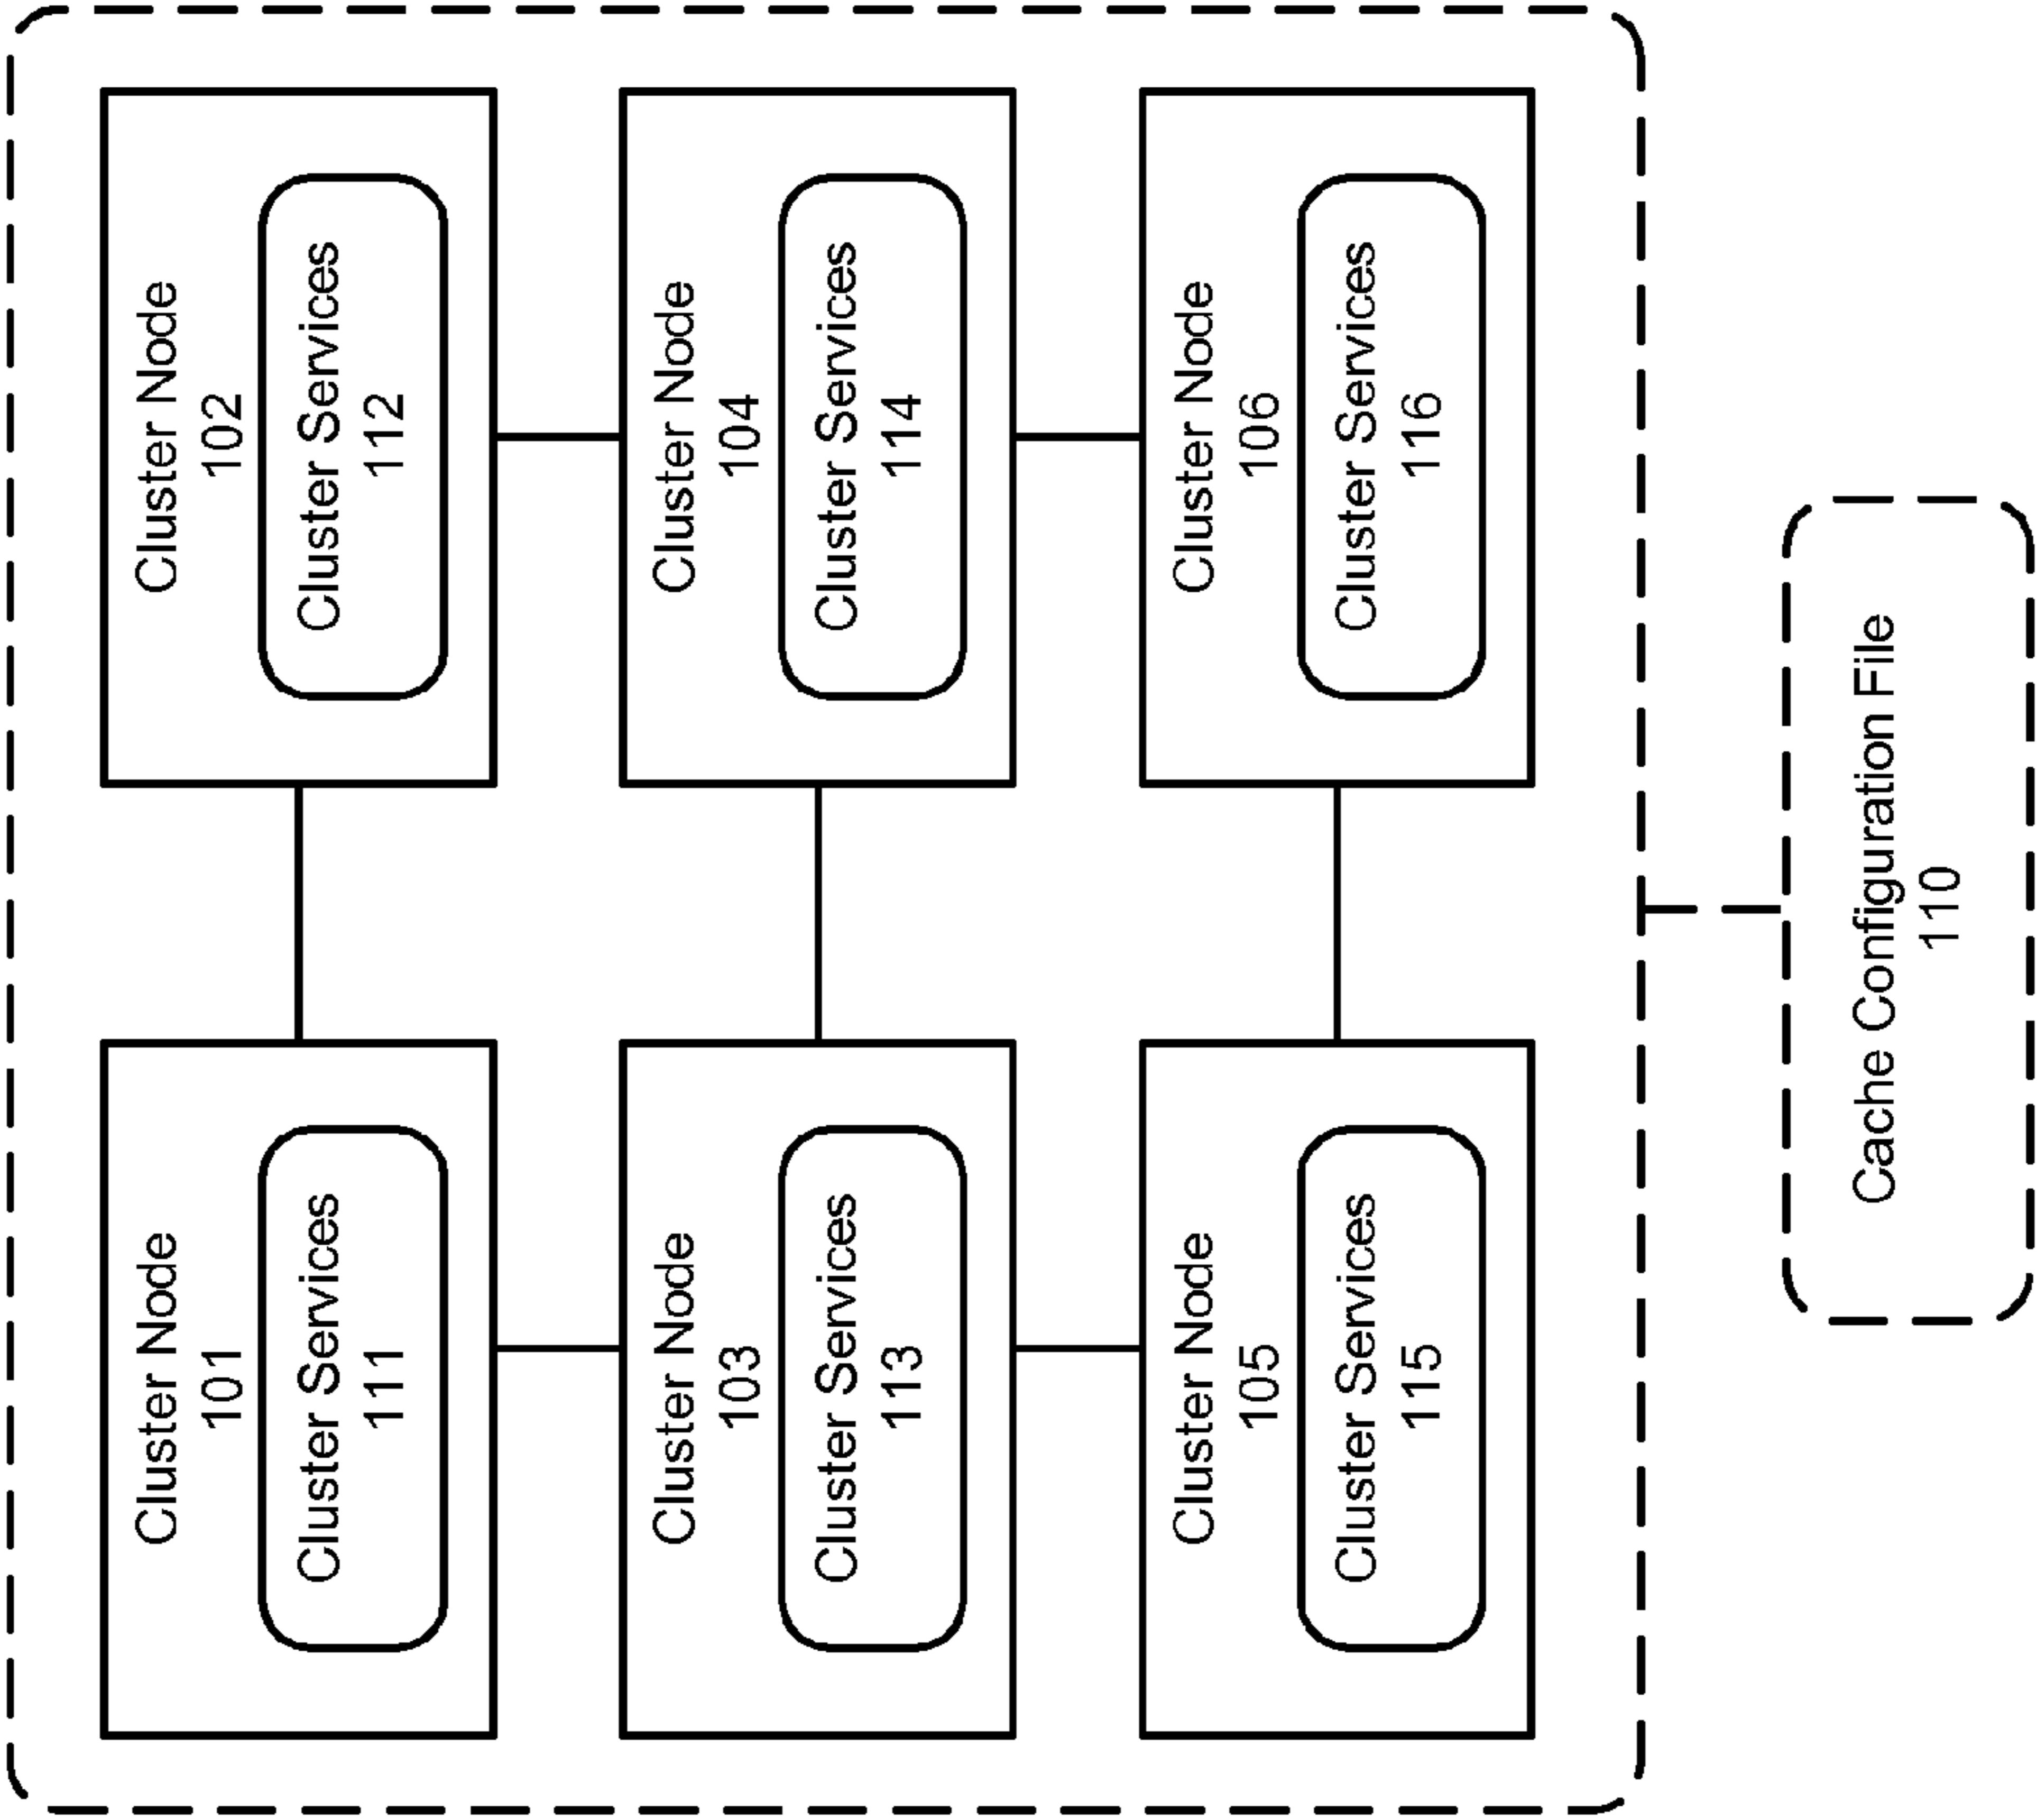 Cluster Node
101
Cluster Services
111
Cluster Node
102
Cluster Services
112
Cluster Node
103
Cluster Services
113
Cluster Node
104
Cluster Services
114
Cluster Node
105
Cluster Services
115
Cluster Node
106
Cluster Services
116
Cache Configuration File
110